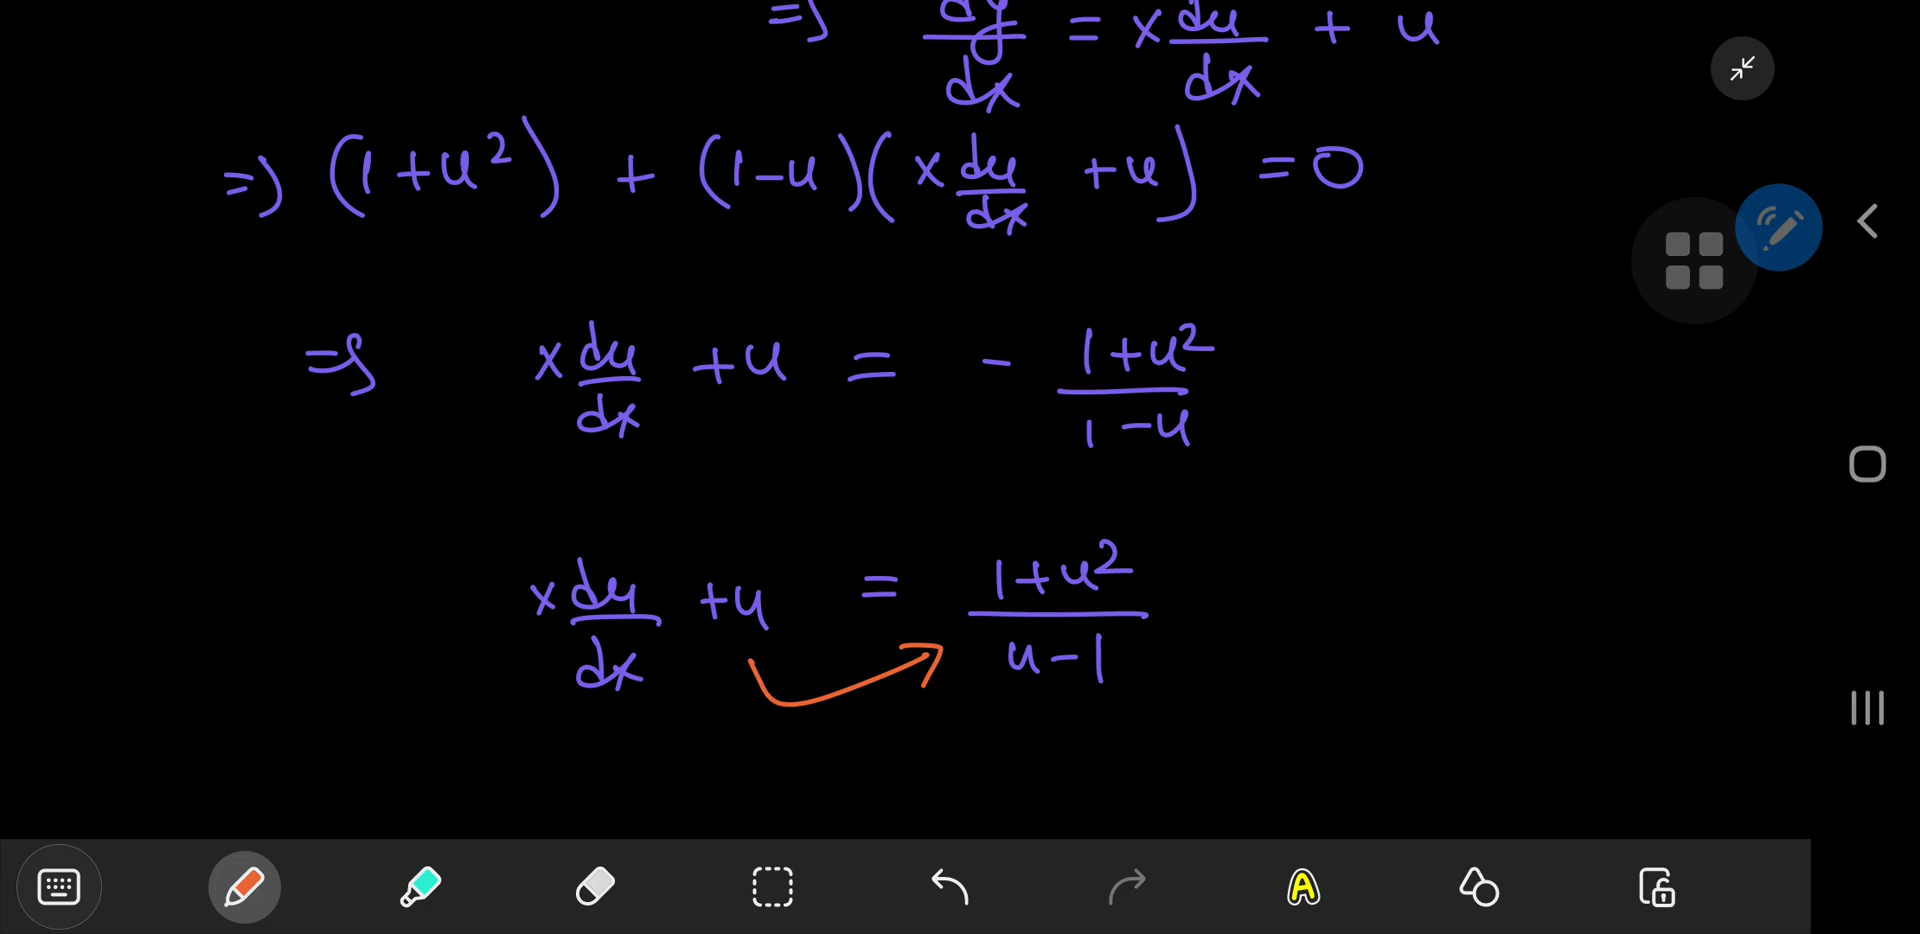 => dy/dx = x du/dx + u
=> (1+u²) + (1-u)(x du/dx +u) =0
=> x du/dx +u = - 1+u²/1-u
x du/dx +u = 1+u²/u-1
A